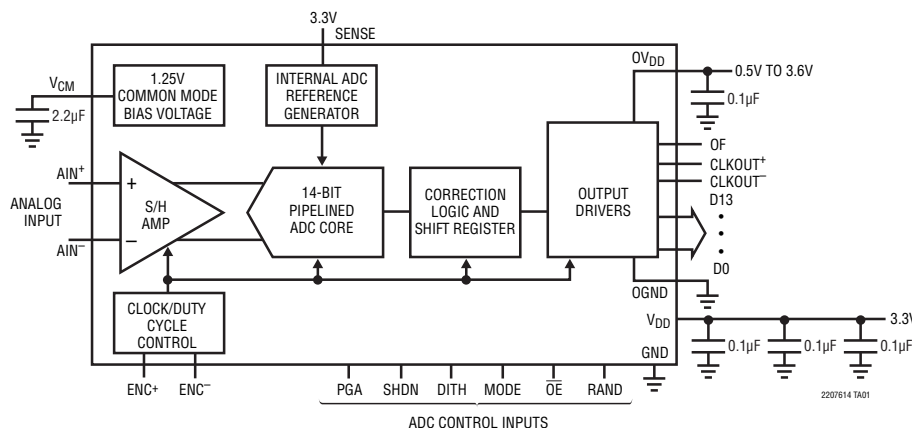 3.3V
SENSE
OVDD
0.5V TO 3.6V
0.1µF
VCM
2.2µF
1.25V
COMMON MODE
BIAS VOLTAGE
INTERNAL ADC
REFERENCE
GENERATOR
OF
CLKOUT+
CLKOUT–
D13
•
•
•
D0
AIN+
ANALOG
INPUT
AIN–
+
–
S/H
AMP
14-BIT
PIPELINED
ADC CORE
CORRECTION
LOGIC AND
SHIFT REGISTER
OUTPUT
DRIVERS
OGND
CLOCK/DUTY
CYCLE
CONTROL
VDD
3.3V
0.1µF
0.1µF
0.1µF
GND
ENC+
ENC–
PGA
SHDN
DITH
MODE
O̅E̅
RAND
ADC CONTROL INPUTS
2207614 TA01